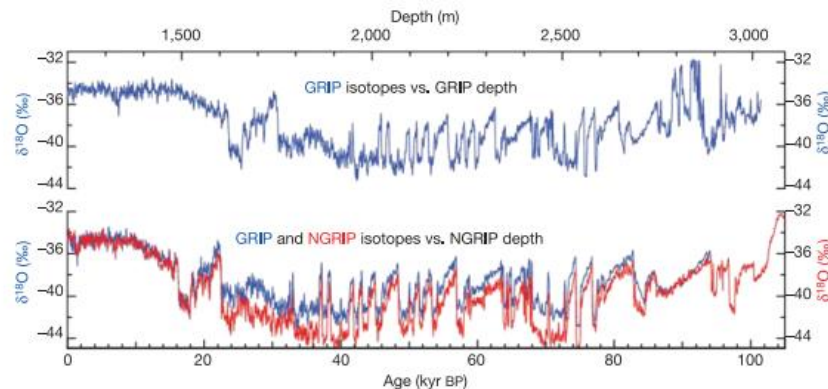 Depth (m)
1,500 2,000 2,500 3,000
−32 −32
−36 −36
−40 −40
−44 −44
δ18O (‰) δ18O (‰)
GRIP isotopes vs. GRIP depth
−32 −32
−36 −36
−40 −40
−44 −44
δ18O (‰) δ18O (‰)
GRIP and NGRIP isotopes vs. NGRIP depth
0 20 40 60 80 100
Age (kyr BP)